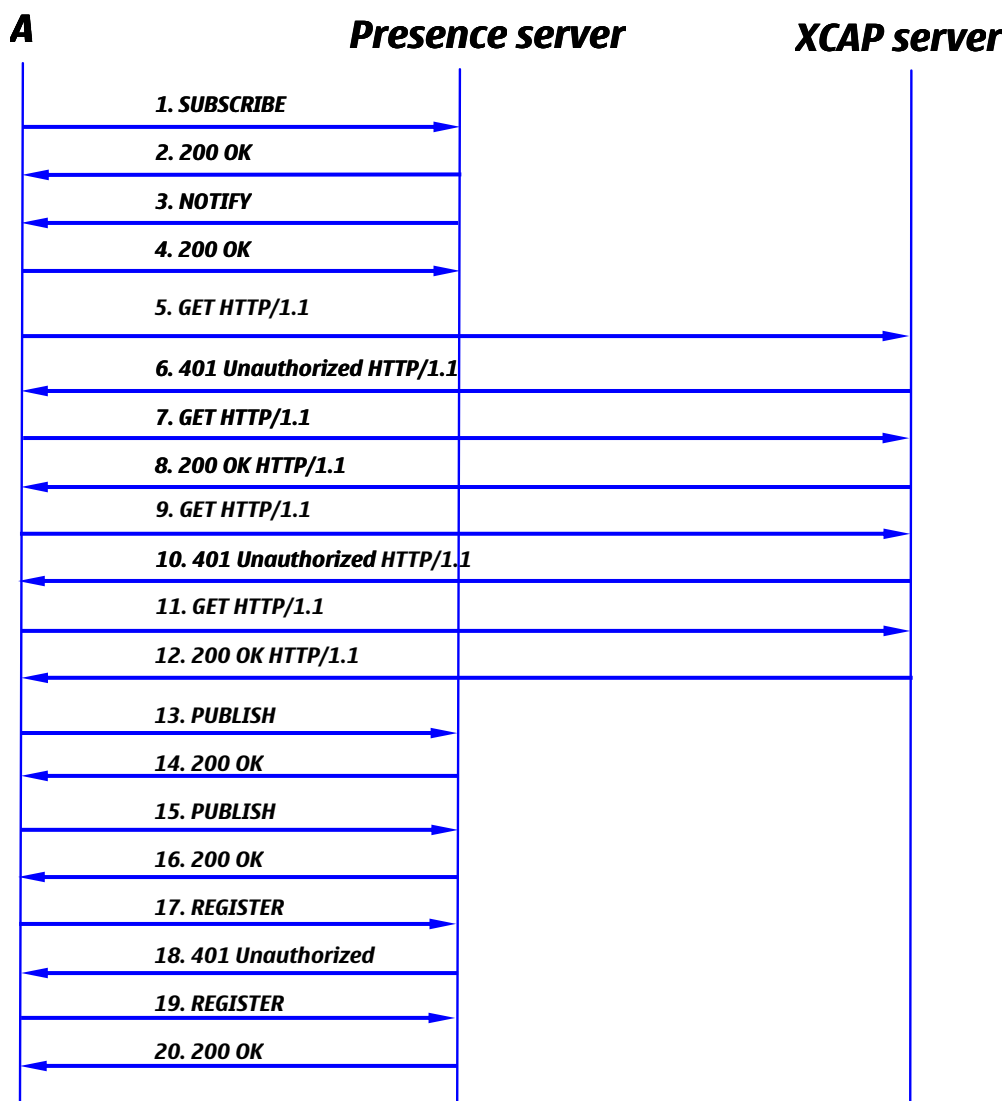 A
Presence server
XCAP server
1. SUBSCRIBE
2. 200 OK
3. NOTIFY
4. 200 OK
5. GET HTTP/1.1
6. 401 Unauthorized HTTP/1.1
7. GET HTTP/1.1
8. 200 OK HTTP/1.1
9. GET HTTP/1.1
10. 401 Unauthorized HTTP/1.1
11. GET HTTP/1.1
12. 200 OK HTTP/1.1
13. PUBLISH
14. 200 OK
15. PUBLISH
16. 200 OK
17. REGISTER
18. 401 Unauthorized
19. REGISTER
20. 200 OK